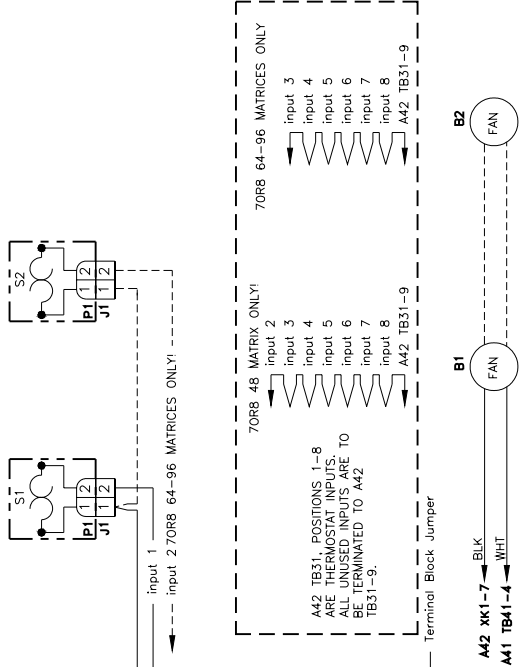 S1
P1
1 2
J1
1 2
S2
P1
1 2
J1
1 2
input 1
input 2 70R8 64-96 MATRICES ONLY!
70R8 48 MATRIX ONLY!
input 2
input 3
input 4
input 5
input 6
input 7
input 8
A42 TB31-9
70R8 64-96 MATRICES ONLY
input 3
input 4
input 5
input 6
input 7
input 8
A42 TB31-9
A42 TB31, POSITIONS 1-8
ARE THERMOSTAT INPUTS.
ALL UNUSED INPUTS ARE TO
BE TERMINATED TO A42
TB31-9.
Terminal Block Jumper
B1
FAN
B2
FAN
A42 XK1-7 BLK
A41 TB41-4 WHT